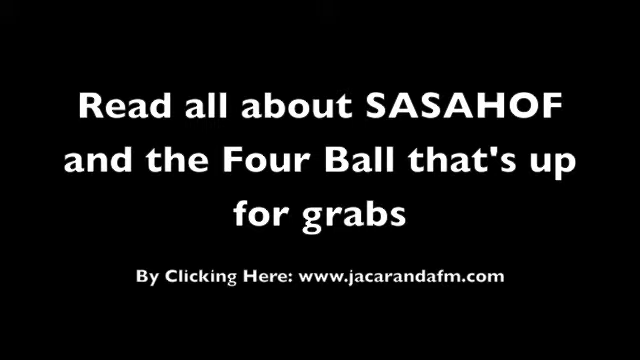 Read all about SASAHOF
and the Four Ball that's up
for grabs
By Clicking Here: www.jacarandafm.com